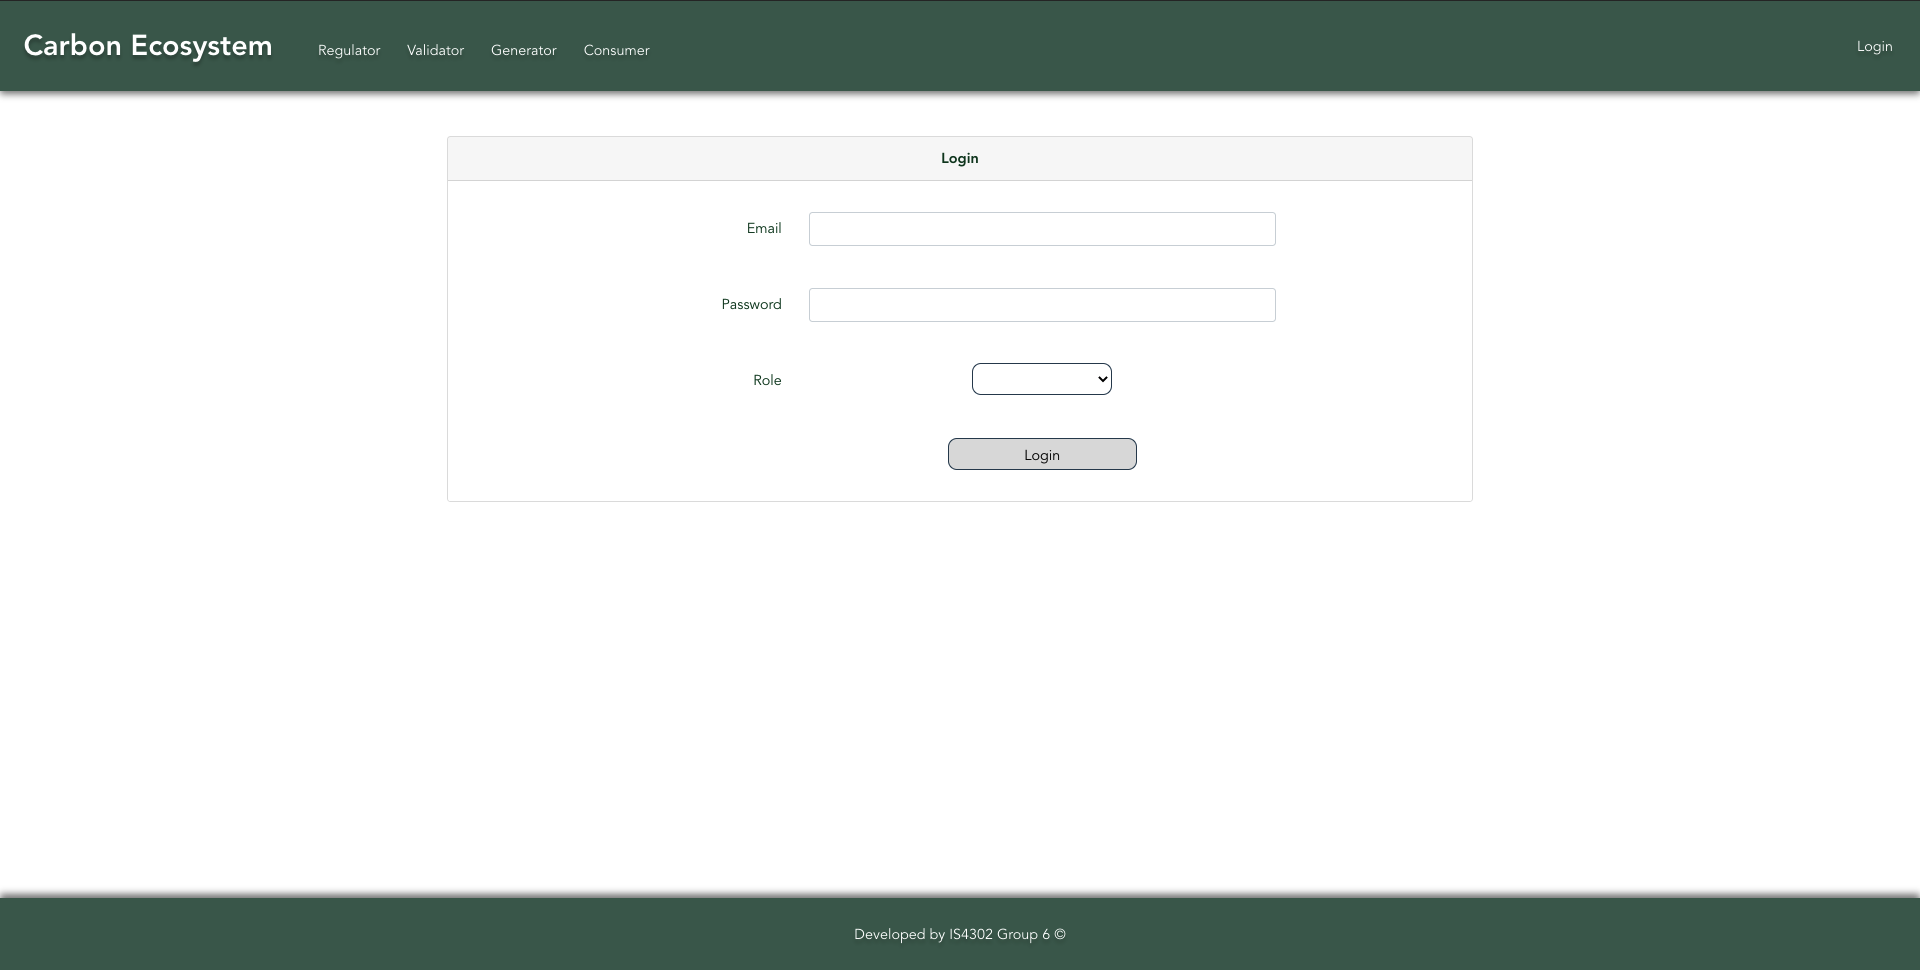 Carbon Ecosystem Regulator Validator Generator Consumer Login
Login
Email
Password
Role
Login
Developed by IS4302 Group 6 ©